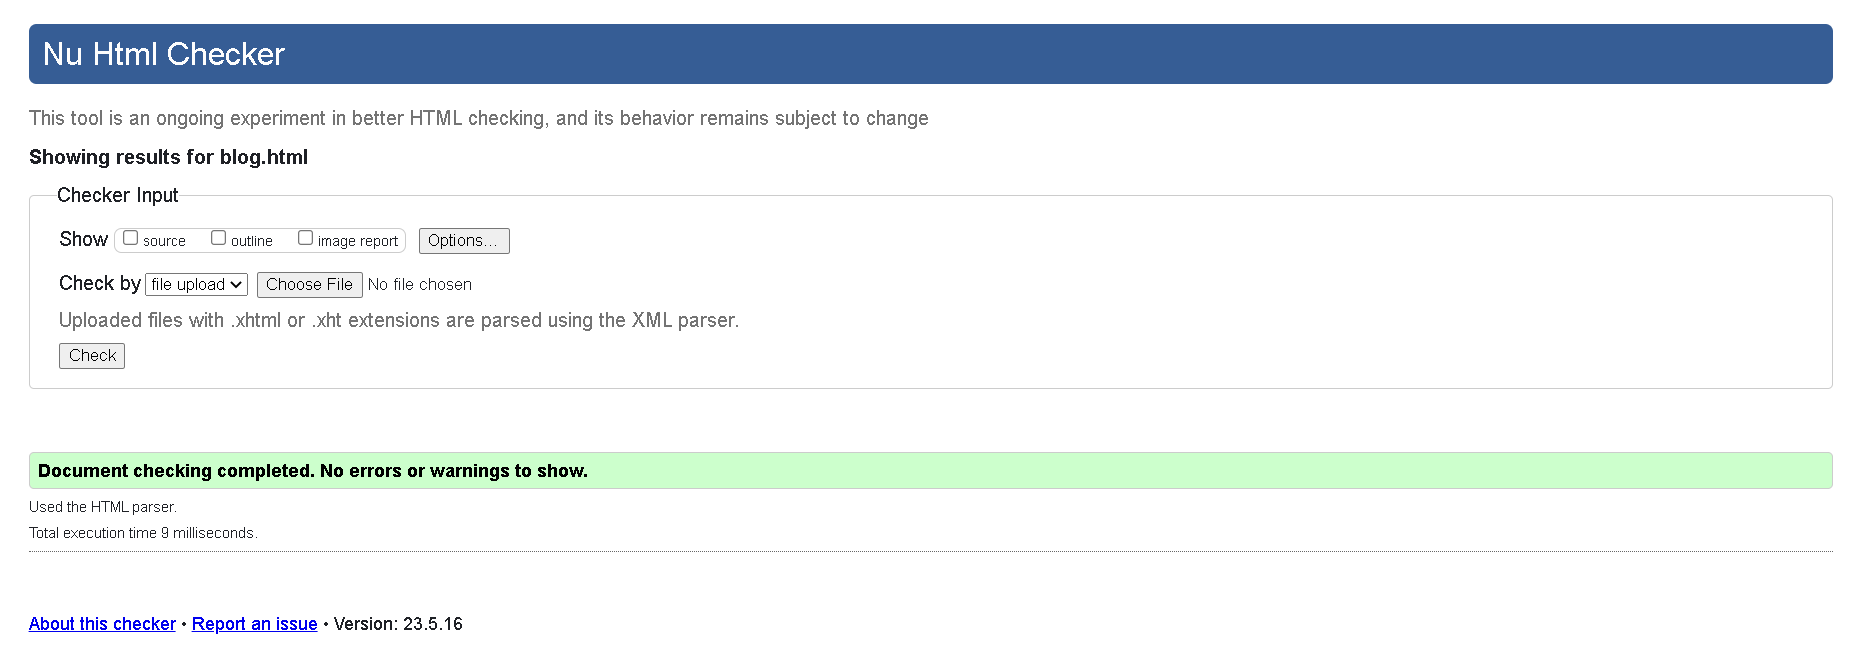 Nu Html Checker
This tool is an ongoing experiment in better HTML checking, and its behavior remains subject to change
Showing results for blog.html
Checker Input
Show source outline image report Options...
Check by file upload Choose File No file chosen
Uploaded files with .xhtml or .xht extensions are parsed using the XML parser.
Check
Document checking completed. No errors or warnings to show.
Used the HTML parser.
Total execution time 9 milliseconds.
About this checker • Report an issue • Version: 23.5.16